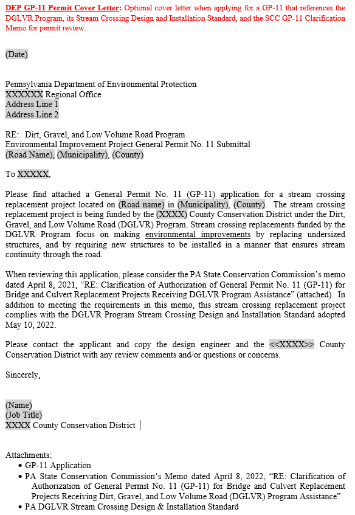 DEP GP-11 Permit Cover Letter: Optional cover letter when applying for a GP-11 that references the
DGLVR Program, its Stream Crossing Design and Installation Standard, and the SCC GP-11 Clarification
Memo for permit review.
(Date)
Pennsylvania Department of Environmental Protection
XXXXXX Regional Office
Address Line 1
Address Line 2
RE: Dirt, Gravel, and Low Volume Road Program
Environmental Improvement Project General Permit No. 11 Submittal
(Road Name), (Municipality), (County)
To XXXXX,
Please find attached a General Permit No. 11 (GP-11) application for a stream crossing
replacement project located on (Road name) in (Municipality), (County). The stream crossing
replacement project is being funded by the (XXXX) County Conservation District under the Dirt,
Gravel, and Low Volume Road (DGLVR) Program. Stream crossing replacements funded by the
DGLVR Program focus on making environmental improvements by replacing undersized
structures, and by requiring new structures to be installed in a manner that ensures stream
continuity through the road.
When reviewing this application, please consider the PA State Conservation Commission's memo
dated April 8, 2021, "RE: Clarification of Authorization of General Permit No. 11 (GP-11) for
Bridge and Culvert Replacement Projects Receiving DGLVR Program Assistance" (attached). In
addition to meeting the requirements in this memo, this stream crossing replacement project
complies with the DGLVR Program Stream Crossing Design and Installation Standard adopted
May 10, 2022.
Please contact the applicant and copy the design engineer and the <<XXXX>> County
Conservation District with any review comments and/or questions or concerns.
Sincerely,
(Name)
(Job Title)
XXXX County Conservation District
Attachments:
• GP-11 Application
• PA State Conservation Commission's Memo dated April 8, 2022, "RE: Clarification of
Authorization of General Permit No. 11 (GP-11) for Bridge and Culvert Replacement
Projects Receiving Dirt, Gravel, and Low Volume Road (DGLVR) Program Assistance"
• PA DGLVR Stream Crossing Design & Installation Standard